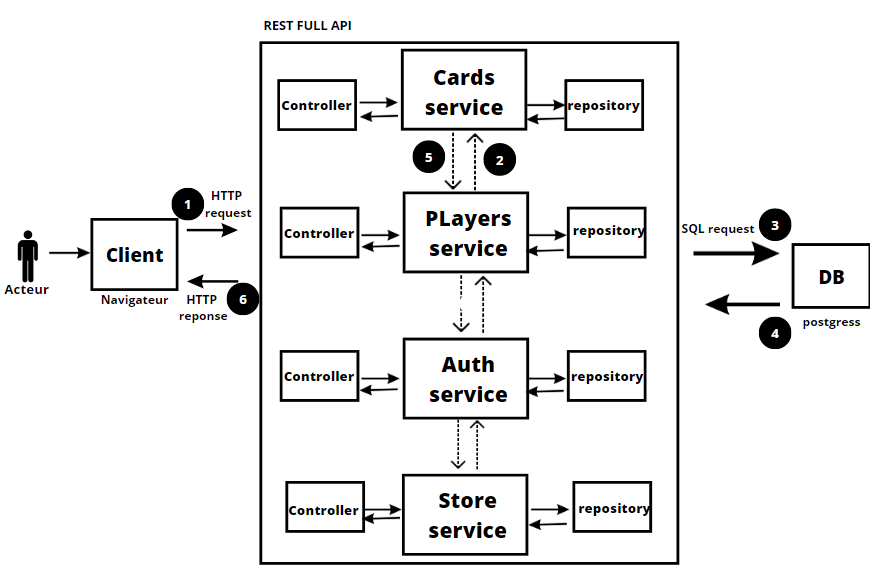 REST FULL API
Cards
service
Controller
repository
5
2
1
HTTP
request
PLayers
service
Controller
repository
SQL request
3
Acteur
Client
Navigateur
HTTP
reponse
6
DB
postgress
4
Auth
service
Controller
repository
Store
service
Controller
repository